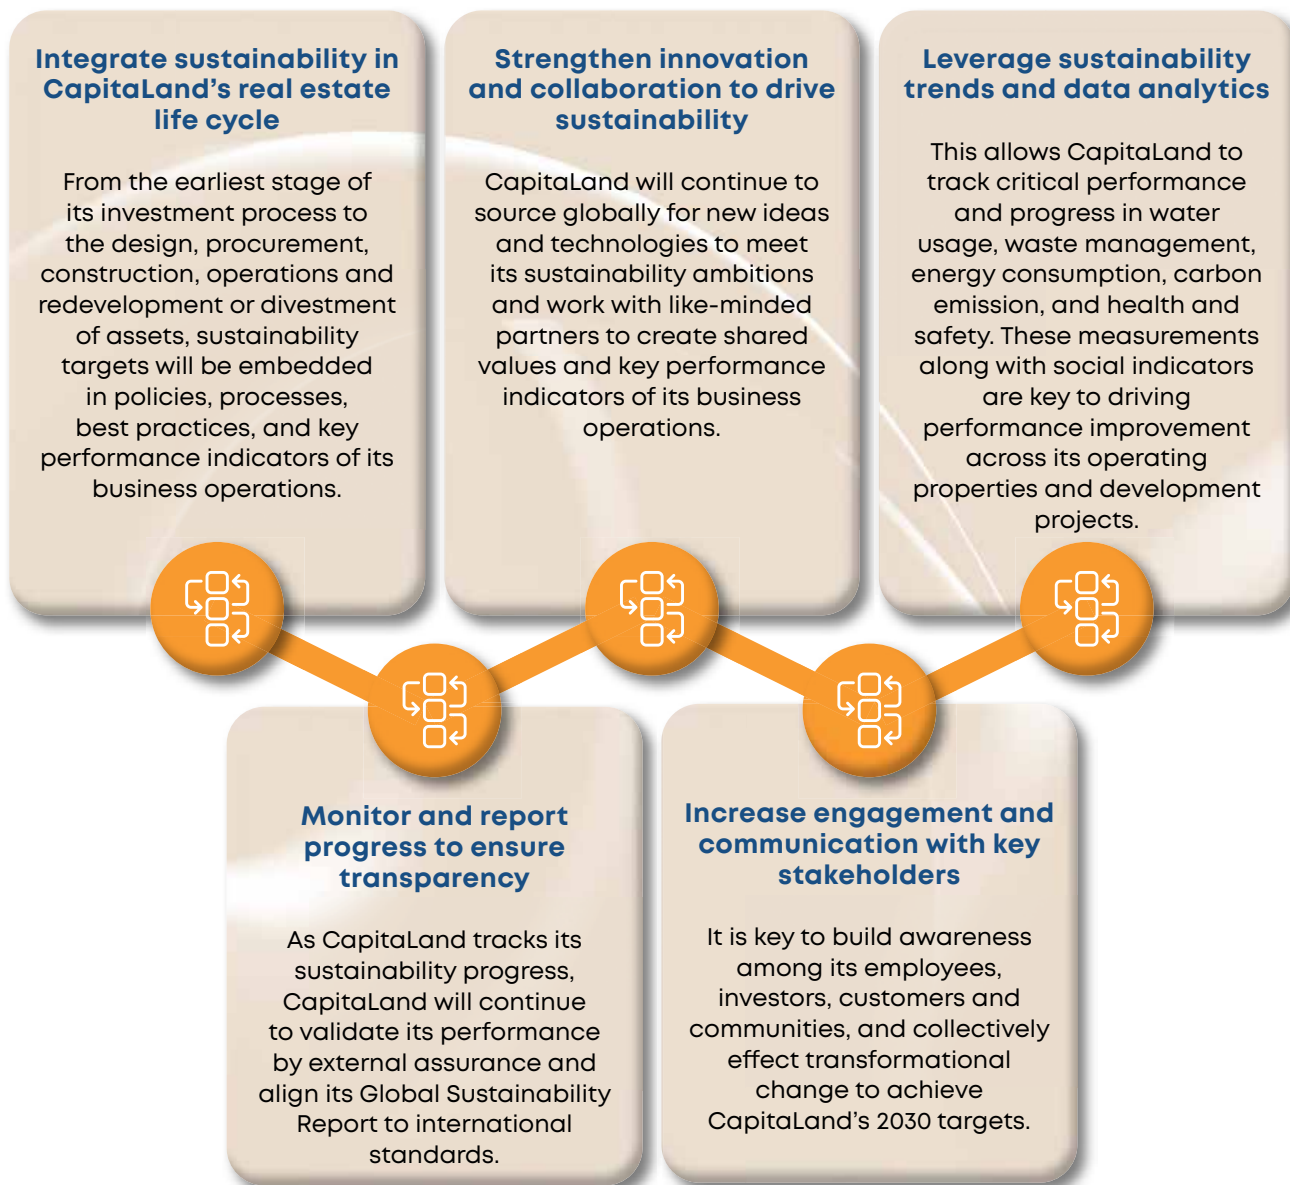 Integrate sustainability in
CapitaLand's real estate
life cycle
From the earliest stage of
its investment process to
the design, procurement,
construction, operations and
redevelopment or divestment
of assets, sustainability
targets will be embedded
in policies, processes,
best practices, and key
performance indicators of its
business operations.
Strengthen innovation
and collaboration to drive
sustainability
CapitaLand will continue to
source globally for new ideas
and technologies to meet
its sustainability ambitions
and work with like-minded
partners to create shared
values and key performance
indicators of its business
operations.
Leverage sustainability
trends and data analytics
This allows CapitaLand to
track critical performance
and progress in water
usage, waste management,
energy consumption, carbon
emission, and health and
safety. These measurements
along with social indicators
are key to driving
performance improvement
across its operating
properties and development
projects.
Monitor and report
progress to ensure
transparency
As CapitaLand tracks its
sustainability progress,
CapitaLand will continue
to validate its performance
by external assurance and
align its Global Sustainability
Report to international
standards.
Increase engagement and
communication with key
stakeholders
It is key to build awareness
among its employees,
investors, customers and
communities, and collectively
effect transformational
change to achieve
CapitaLand's 2030 targets.